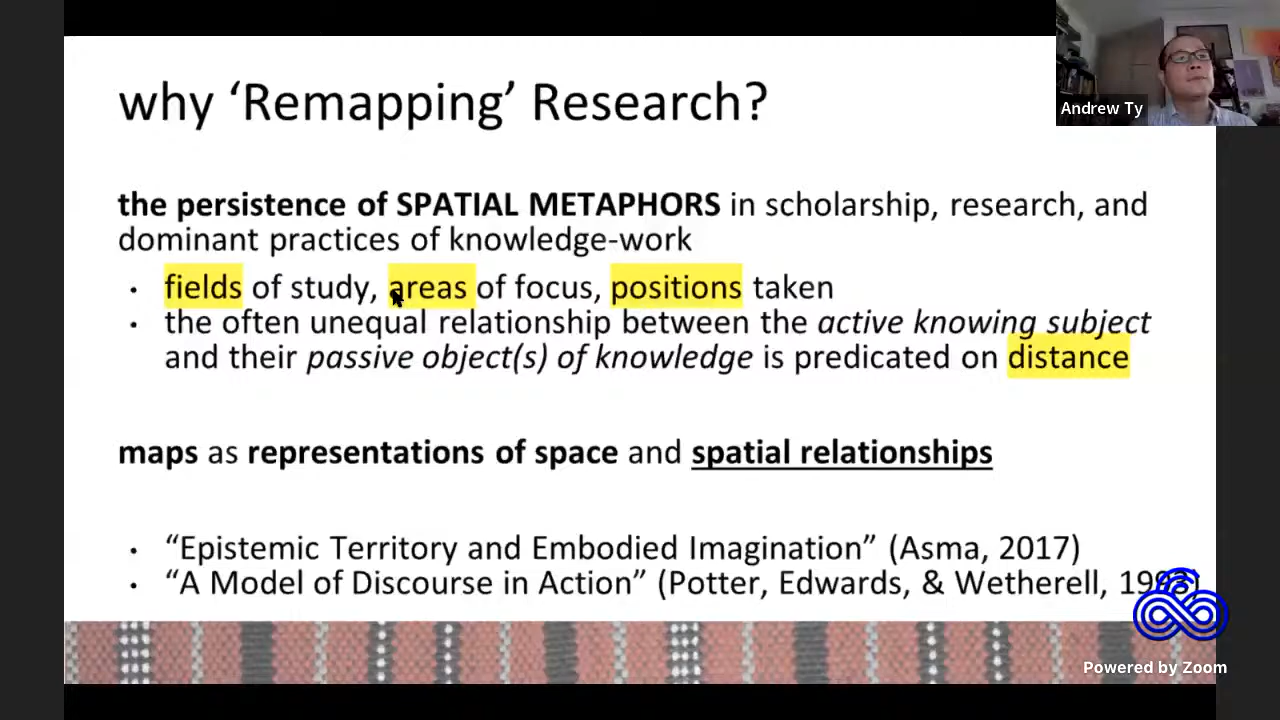 why ‘Remapping’ Research?
Andrew Ty
the persistence of SPATIAL METAPHORS in scholarship, research, and
dominant practices of knowledge-work
• fields of study, areas of focus, positions taken
• the often unequal relationship between the active knowing subject
and their passive object(s) of knowledge is predicated on distance
maps as representations of space and spatial relationships
• “Epistemic Territory and Embodied Imagination” (Asma, 2017)
• “A Model of Discourse in Action” (Potter, Edwards, & Wetherell,
Powered by Zoom